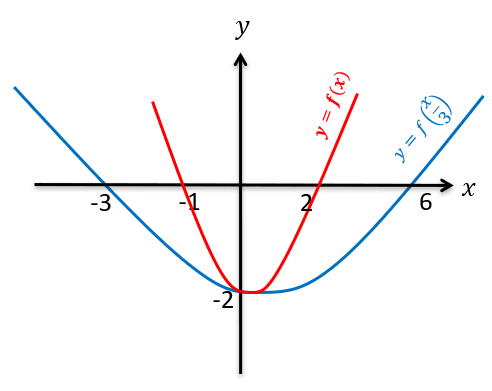 y
y = f(x)
y = f(x/3)
x
-3
-1
2
6
-2